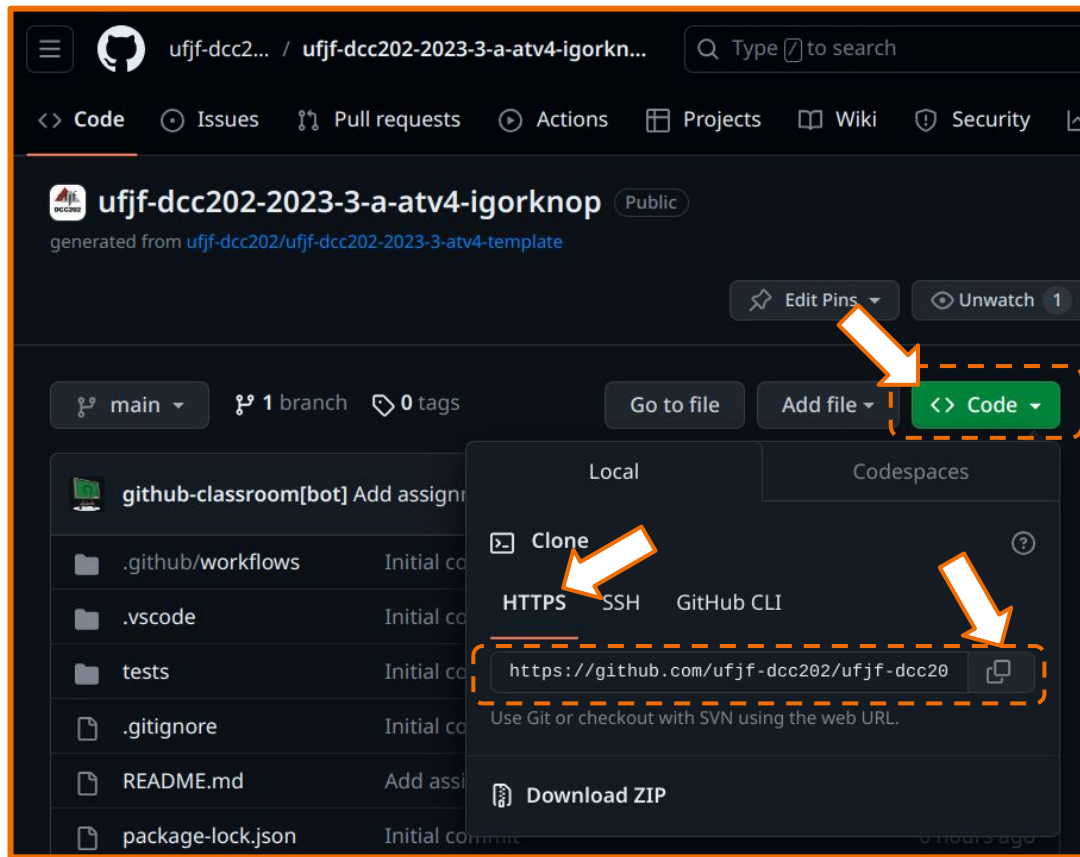 ufjf-dcc2... / ufjf-dcc202-2023-3-a-atv4-igorkn...
Type / to search
Code Issues Pull requests Actions Projects Wiki Security
DCC202
ufjf-dcc202-2023-3-a-atv4-igorknop Public
generated from ufjf-dcc202/ufjf-dcc202-2023-3-atv4-template
Edit Pins Unwatch 1
main 1 branch 0 tags Go to file Add file <> Code
Local Codespaces
github-classroom[bot] Add assign
Clone
.github/workflows Initial co
HTTPS SSH GitHub CLI
.vscode Initial co
https://github.com/ufjf-dcc202/ufjf-dcc20
tests Initial co
Use Git or checkout with SVN using the web URL.
.gitignore Initial co
README.md Add assi
Download ZIP
package-lock.json Initial commit 6 hours ago